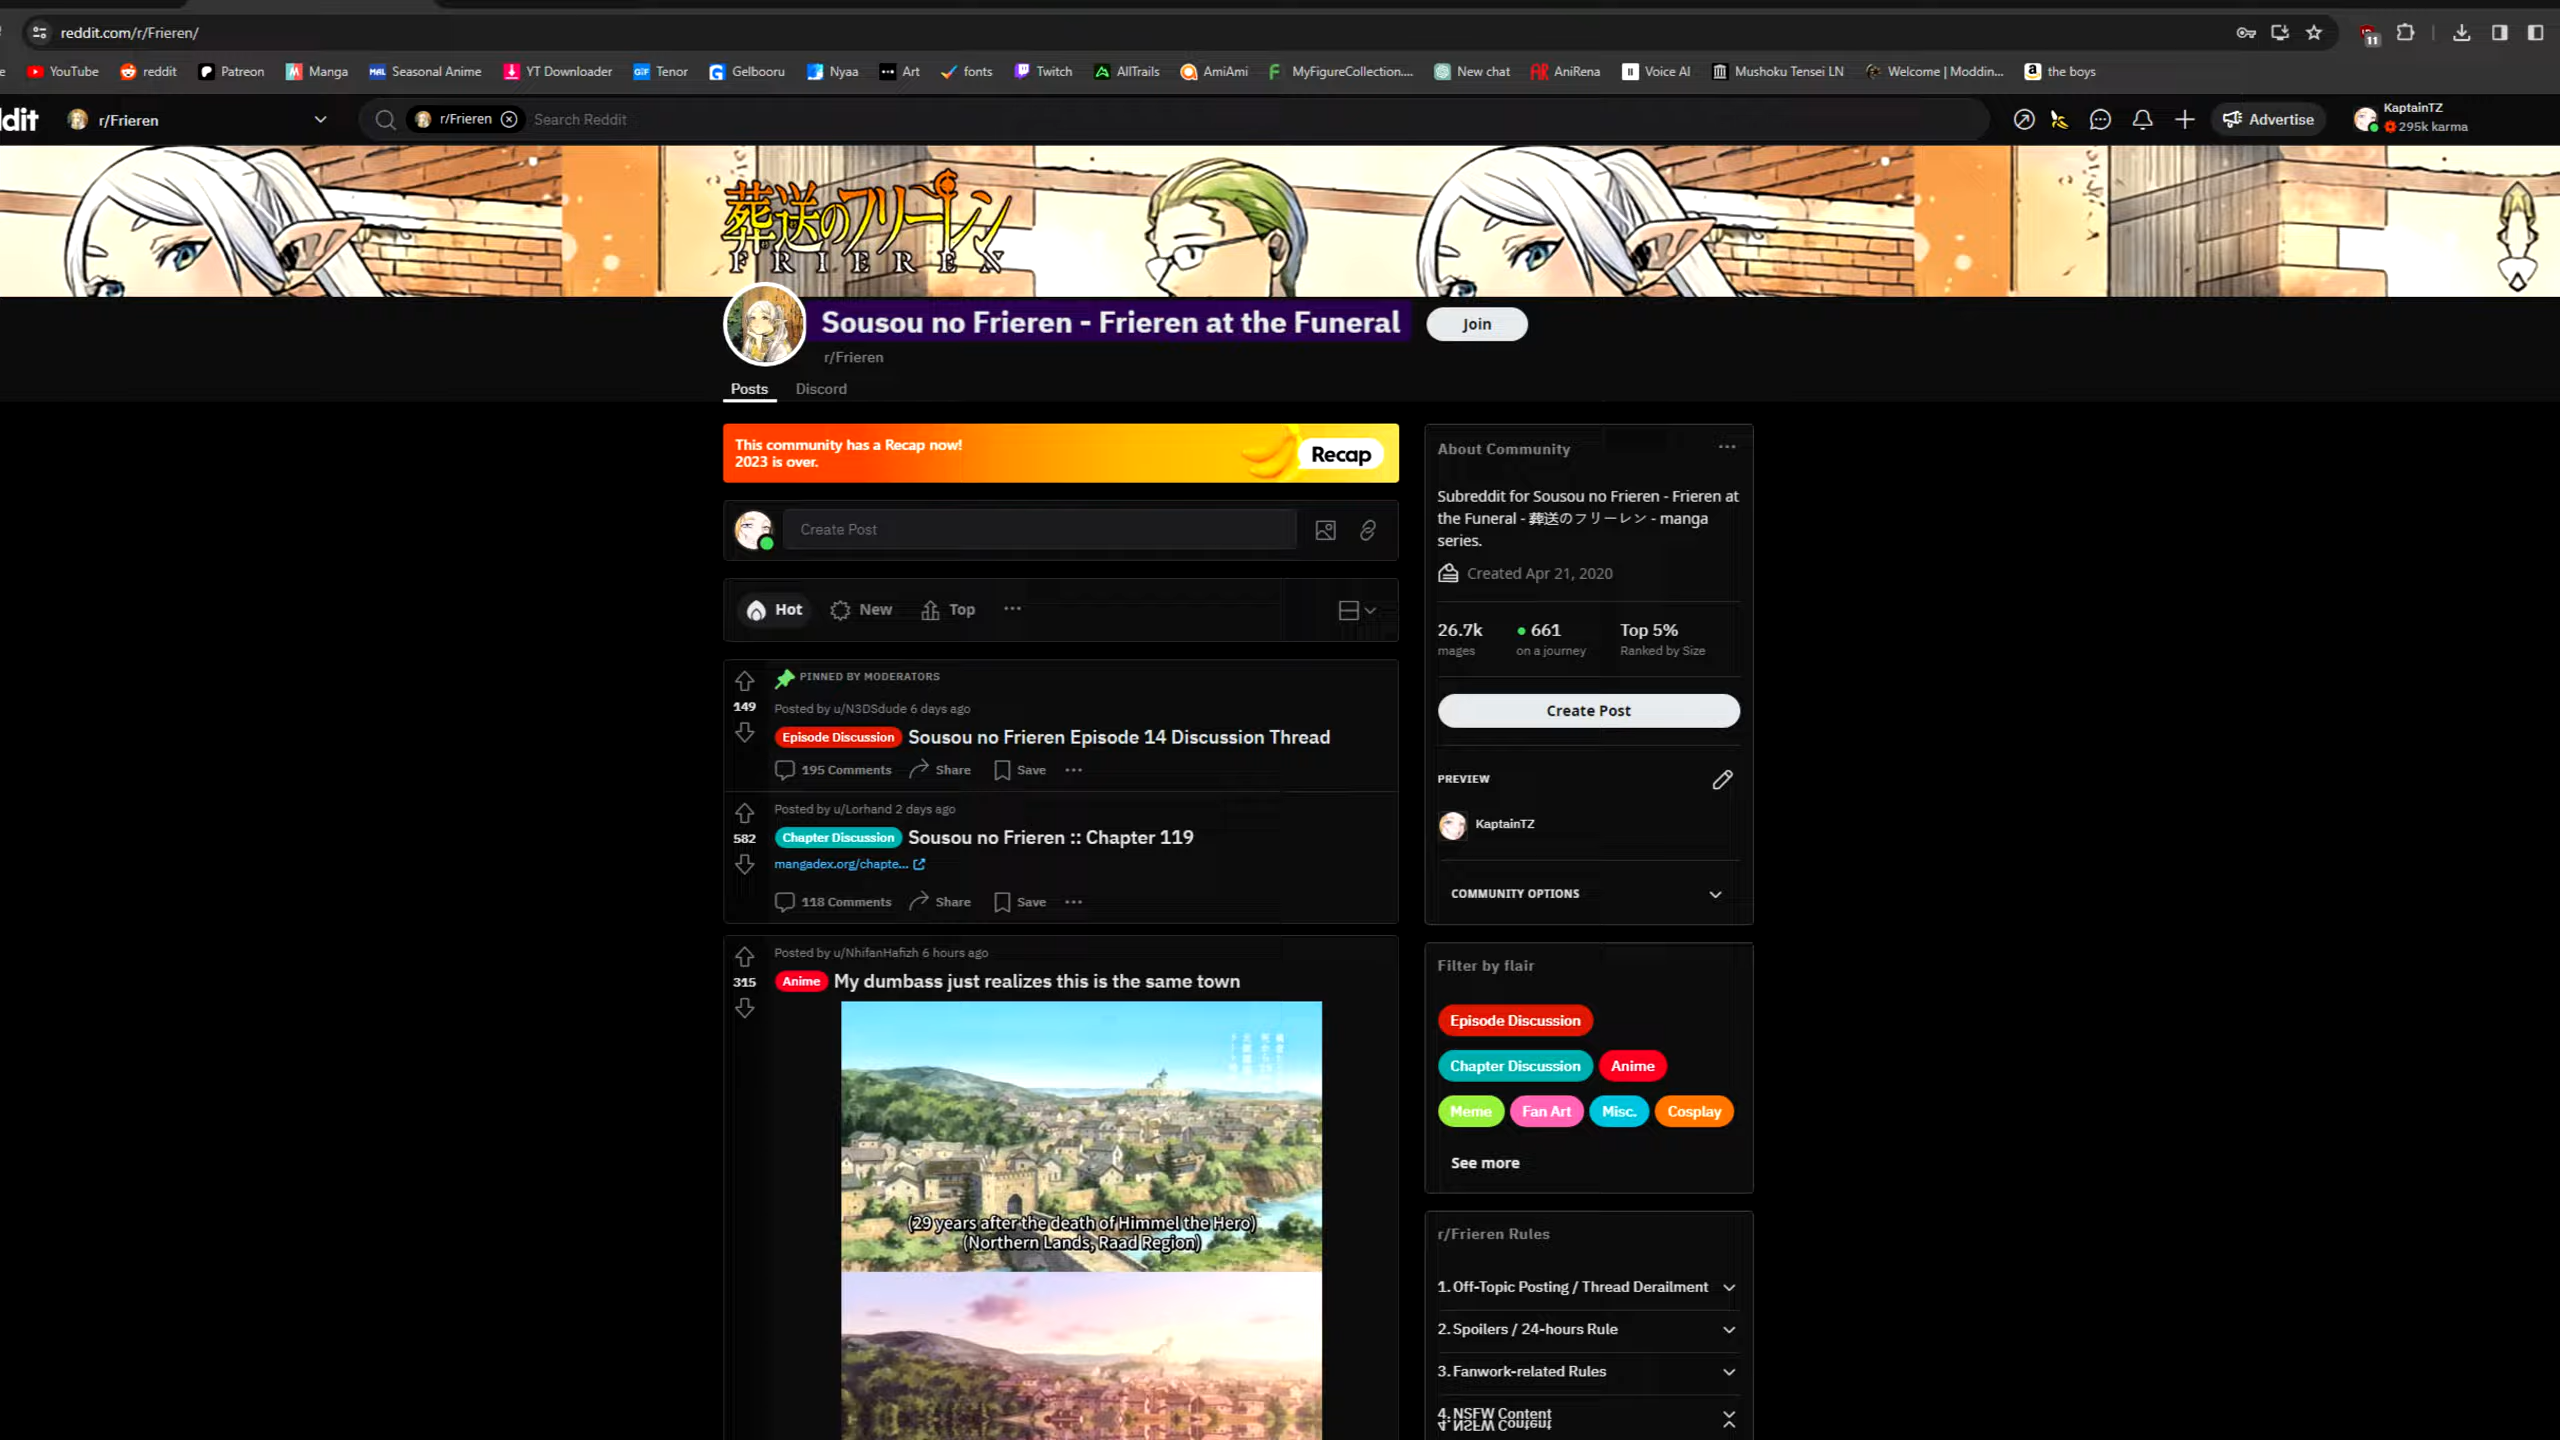 reddit.com/r/Frieren/
11
YouTube reddit Patreon Manga Seasonal Anime YT Downloader Tenor Gelbooru Nyaa Art fonts Twitch AllTrails AmiAmi MyFigureCollection.... New chat AniRena Voice AI Mushoku Tensei LN Welcome | Moddin... the boys
r/Frieren
r/Frieren Search Reddit
Advertise
KaptainTZ
295k karma
葬送のフリーレン
FRIEREN
Sousou no Frieren - Frieren at the Funeral
Join
r/Frieren
Posts Discord
This community has a Recap now!
2023 is over.
Recap
Create Post
Hot New Top
PINNED BY MODERATORS
149
Posted by u/N3DSdude 6 days ago
Episode Discussion Sousou no Frieren Episode 14 Discussion Thread
195 Comments Share Save
Posted by u/Lorhand 2 days ago
582
Chapter Discussion Sousou no Frieren :: Chapter 119
mangadex.org/chapte...
118 Comments Share Save
Posted by u/NhifanHafizh 6 hours ago
315
Anime My dumbass just realizes this is the same town
(29 years after the death of Himmel the Hero)
(Northern Lands, Raad Region)
About Community
Subreddit for Sousou no Frieren - Frieren at
the Funeral - 葬送のフリーレン - manga
series.
Created Apr 21, 2020
26.7k 661 Top 5%
mages on a journey Ranked by Size
Create Post
PREVIEW
KaptainTZ
COMMUNITY OPTIONS
Filter by flair
Episode Discussion
Chapter Discussion Anime
Meme Fan Art Misc. Cosplay
See more
r/Frieren Rules
1. Off-Topic Posting / Thread Derailment
2. Spoilers / 24-hours Rule
3. Fanwork-related Rules
4. NSFW Content